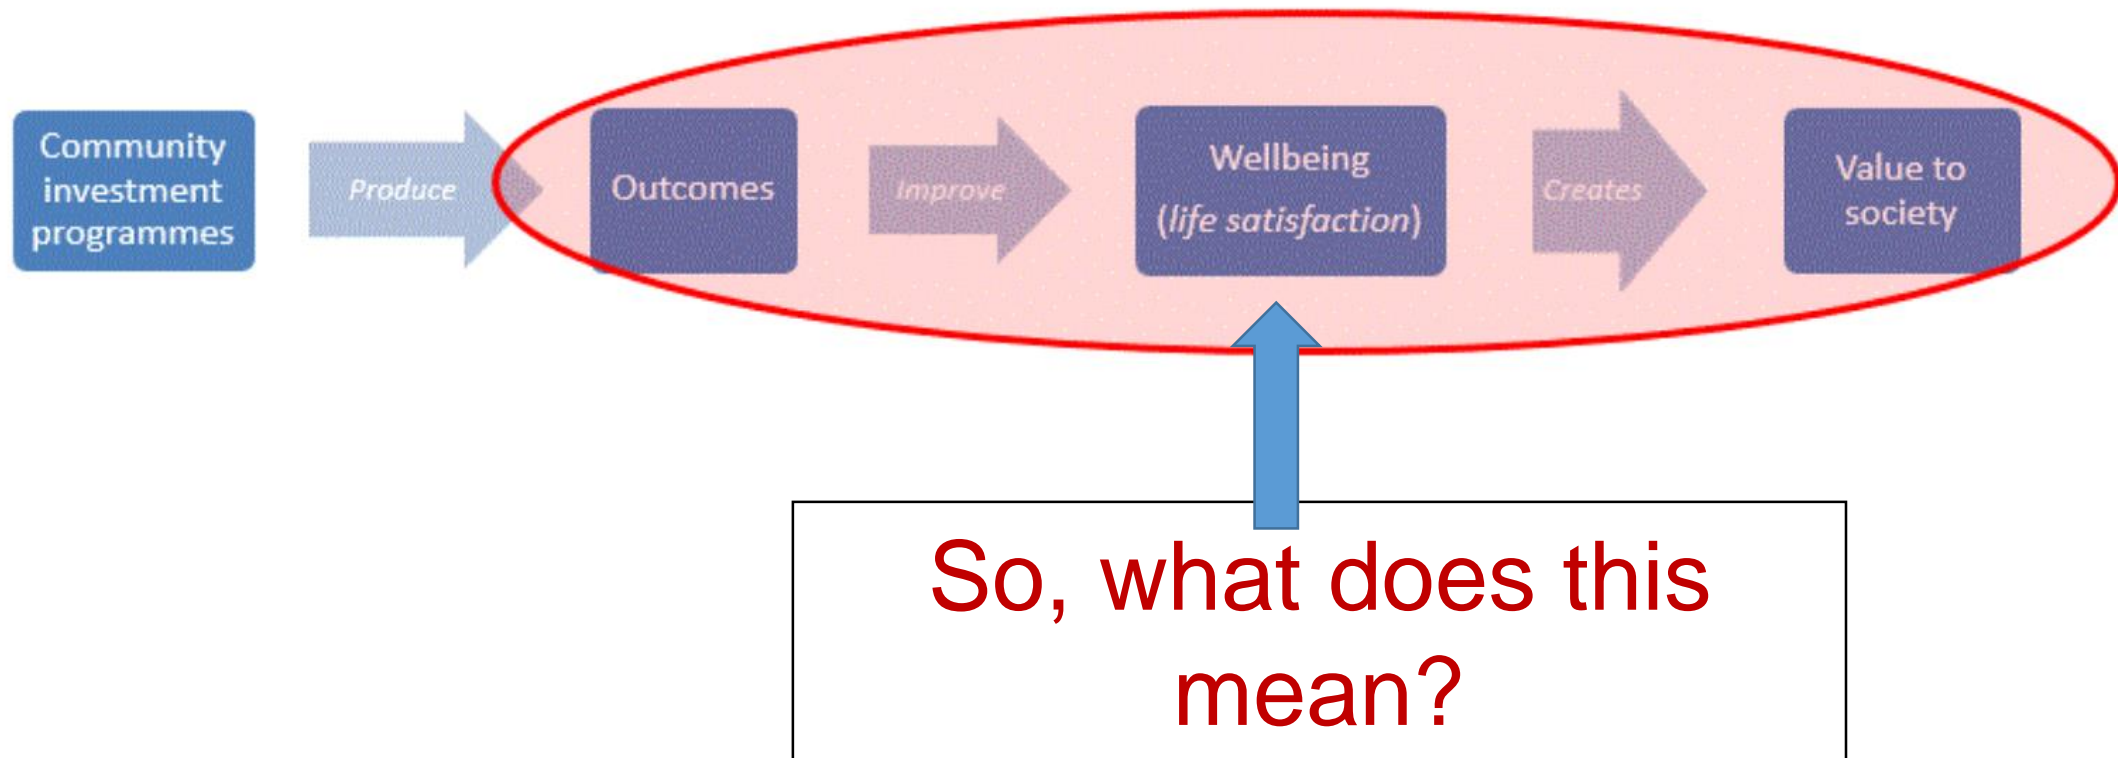 Community
investment
programmes
Produce
Outcomes
Improve
Wellbeing
(life satisfaction)
Creates
Value to
society
So, what does this
mean?